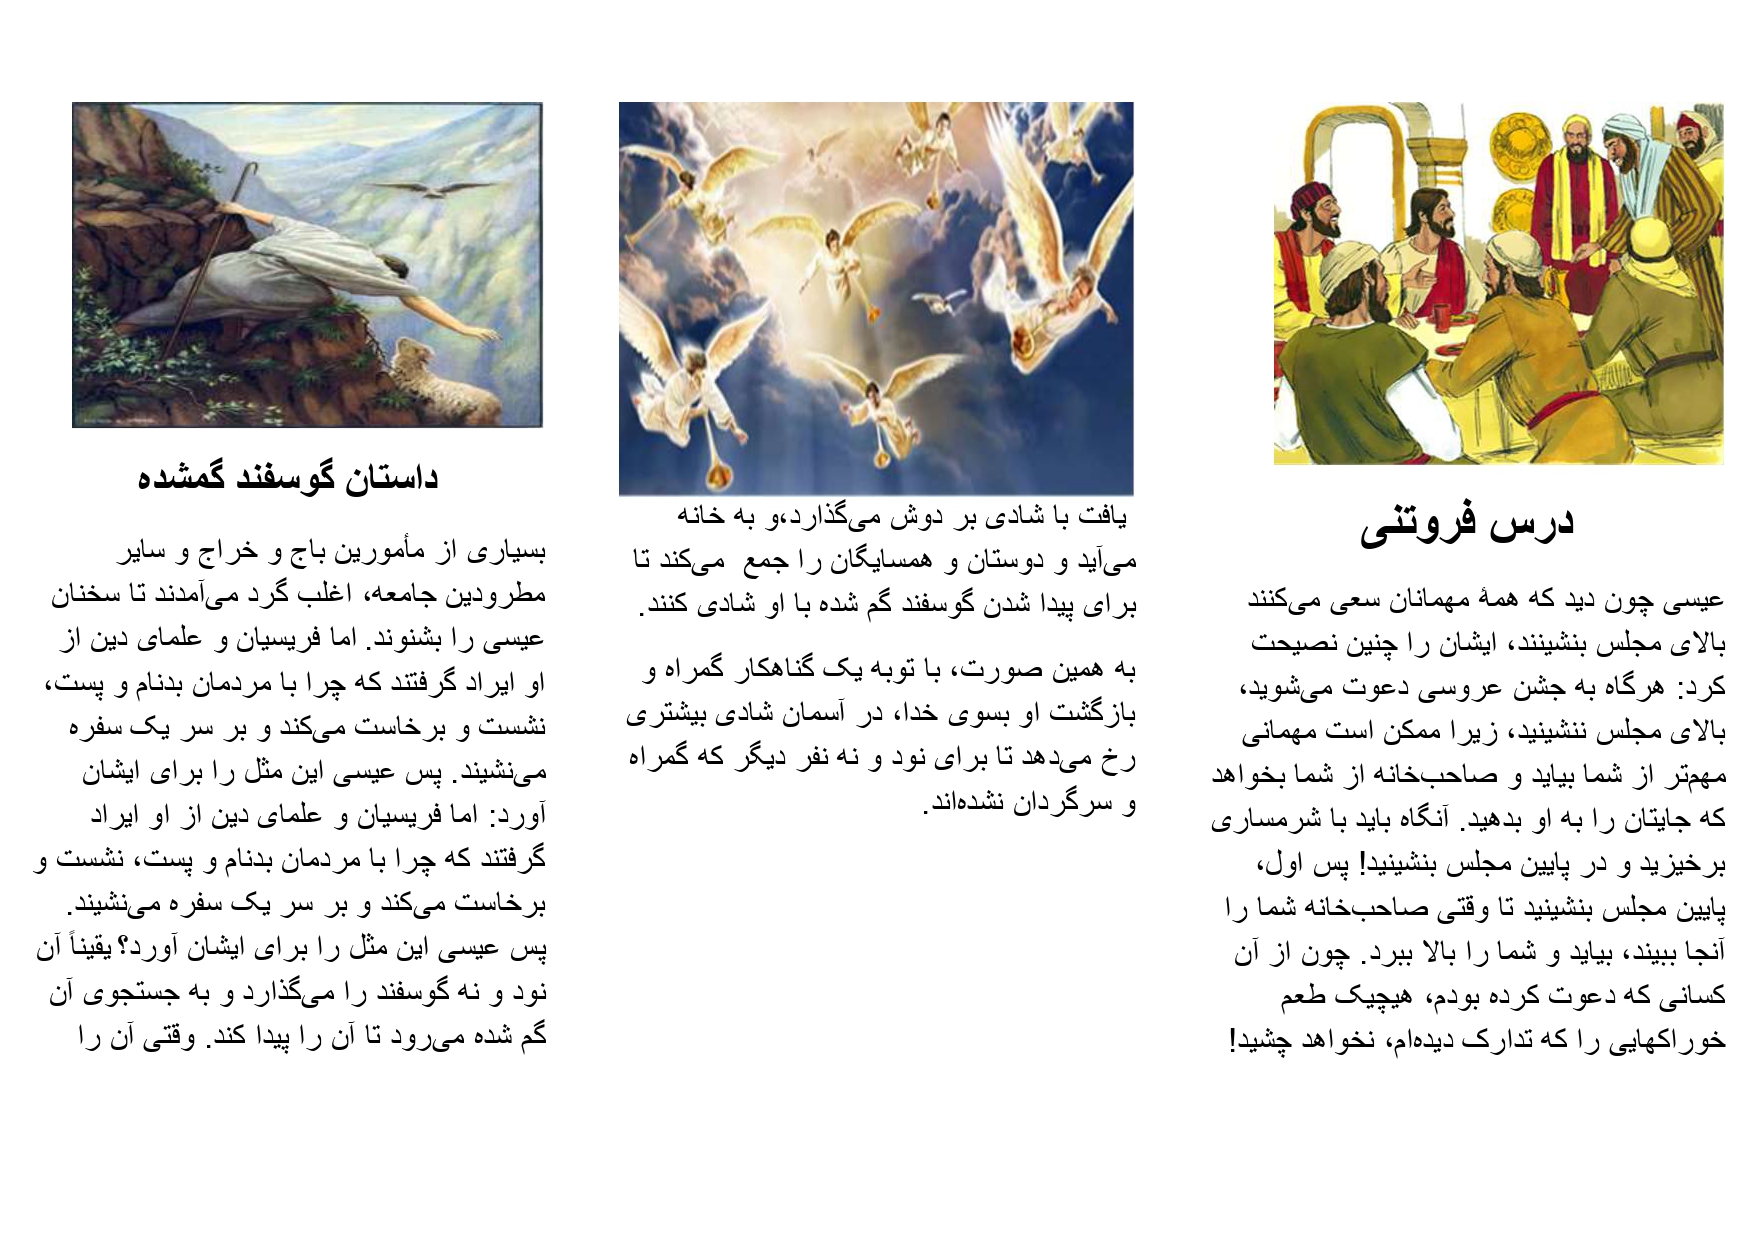 درس فروتنی
عیسی چون دید که همهٔ مهمانان سعی می‌کنند
بالای مجلس بنشینند، ایشان را چنین نصیحت
کرد: هرگاه به جشن عروسی دعوت می‌شوید،
بالای مجلس ننشینید، زیرا ممکن است مهمانی
مهم‌تر از شما بیاید و صاحب‌خانه از شما بخواهد
که جایتان را به او بدهید. آنگاه باید با شرمساری
برخیزید و در پایین مجلس بنشینید! پس اول،
پایین مجلس بنشینید تا وقتی صاحب‌خانه شما را
آنجا ببیند، بیاید و شما را بالا ببرد. چون از آن
کسانی که دعوت کرده بودم، هیچیک طعم
خوراکهایی را که تدارک دیده‌ام، نخواهد چشید!
داستان گوسفند گمشده
بسیاری از مأمورین باج و خراج و سایر
مطرودین جامعه، اغلب گرد می‌آمدند تا سخنان
عیسی را بشنوند. اما فریسیان و علمای دین از
او ایراد گرفتند که چرا با مردمان بدنام و پست،
نشست و برخاست می‌کند و بر سر یک سفره
می‌نشیند. پس عیسی این مثل را برای ایشان
آورد: اما فریسیان و علمای دین از او ایراد
گرفتند که چرا با مردمان بدنام و پست، نشست و
برخاست می‌کند و بر سر یک سفره می‌نشیند.
پس عیسی این مثل را برای ایشان آورد؟ یقیناً آن
نود و نه گوسفند را می‌گذارد و به جستجوی آن
گم شده می‌رود تا آن را پیدا کند. وقتی آن را
یافت با شادی بر دوش می‌گذارد،و به خانه
می‌آید و دوستان و همسایگان را جمع می‌کند تا
برای پیدا شدن گوسفند گم شده با او شادی کنند.
به همین صورت، با توبه یک گناهکار گمراه و
بازگشت او بسوی خدا، در آسمان شادی بیشتری
رخ می‌دهد تا برای نود و نه نفر دیگر که گمراه
و سرگردان نشده‌اند.